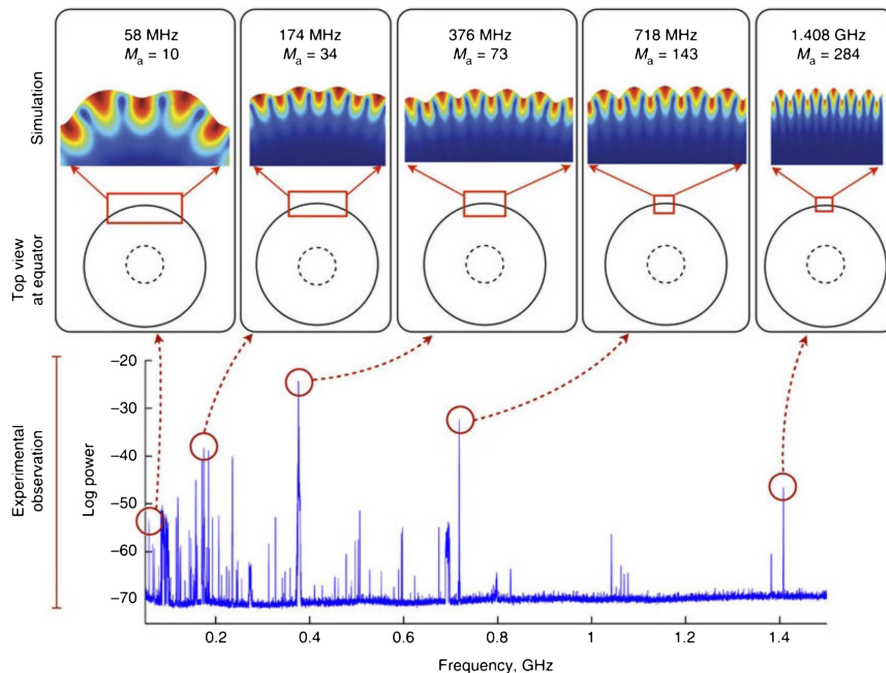 58 MHz
Ma = 10
174 MHz
Ma = 34
376 MHz
Ma = 73
718 MHz
Ma = 143
1.408 GHz
Ma = 284
Simulation
Top view
at equator
Experimental
observation
Log power
−20
−30
−40
−50
−60
−70
0.2
0.4
0.6
0.8
1
1.2
1.4
Frequency, GHz